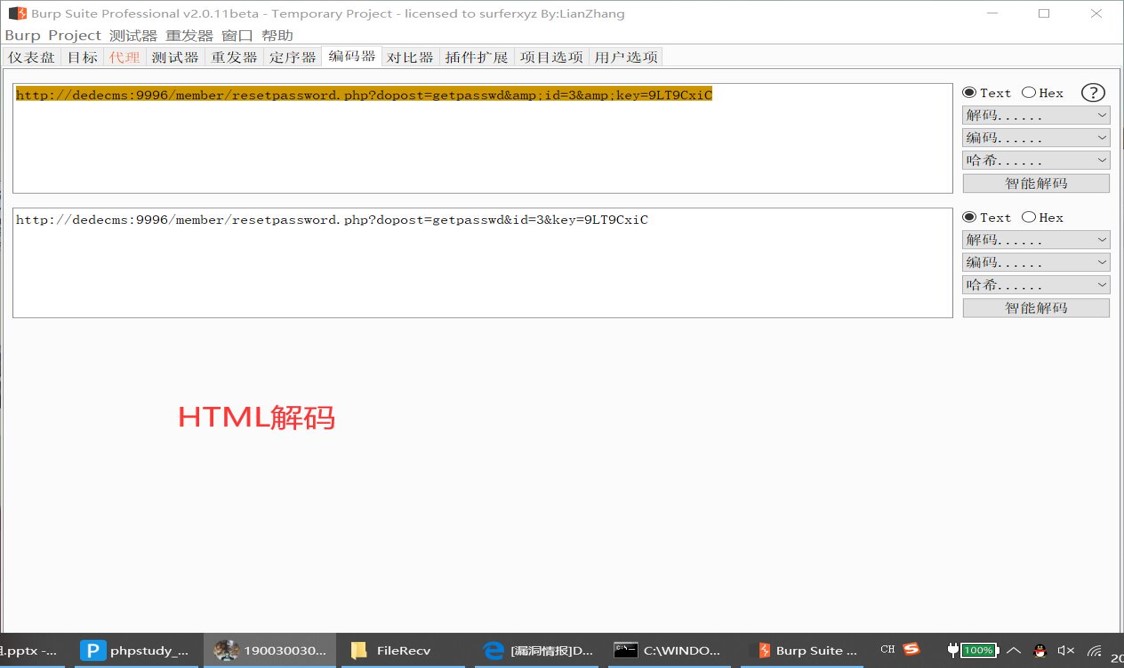 Burp Suite Professional v2.0.11beta - Temporary Project - licensed to surferxyz By:LianZhang
Burp Project 测试器 重发器 窗口 帮助
仪表盘 目标 代理 测试器 重发器 定序器 编码器 对比器 插件扩展 项目选项 用户选项
http://dedecms:9996/member/resetpassword.php?dopost=getpasswd&amp;id=3&amp;key=9LT9CxiC
Text Hex ?
解码......
编码......
哈希......
智能解码
http://dedecms:9996/member/resetpassword.php?dopost=getpasswd&id=3&key=9LT9CxiC
Text Hex
解码......
编码......
哈希......
智能解码
HTML解码
.pptx -... P phpstudy_... 190030030... FileRecv [漏洞情报]D... C:\WINDO... Burp Suite ... CH 100% 20